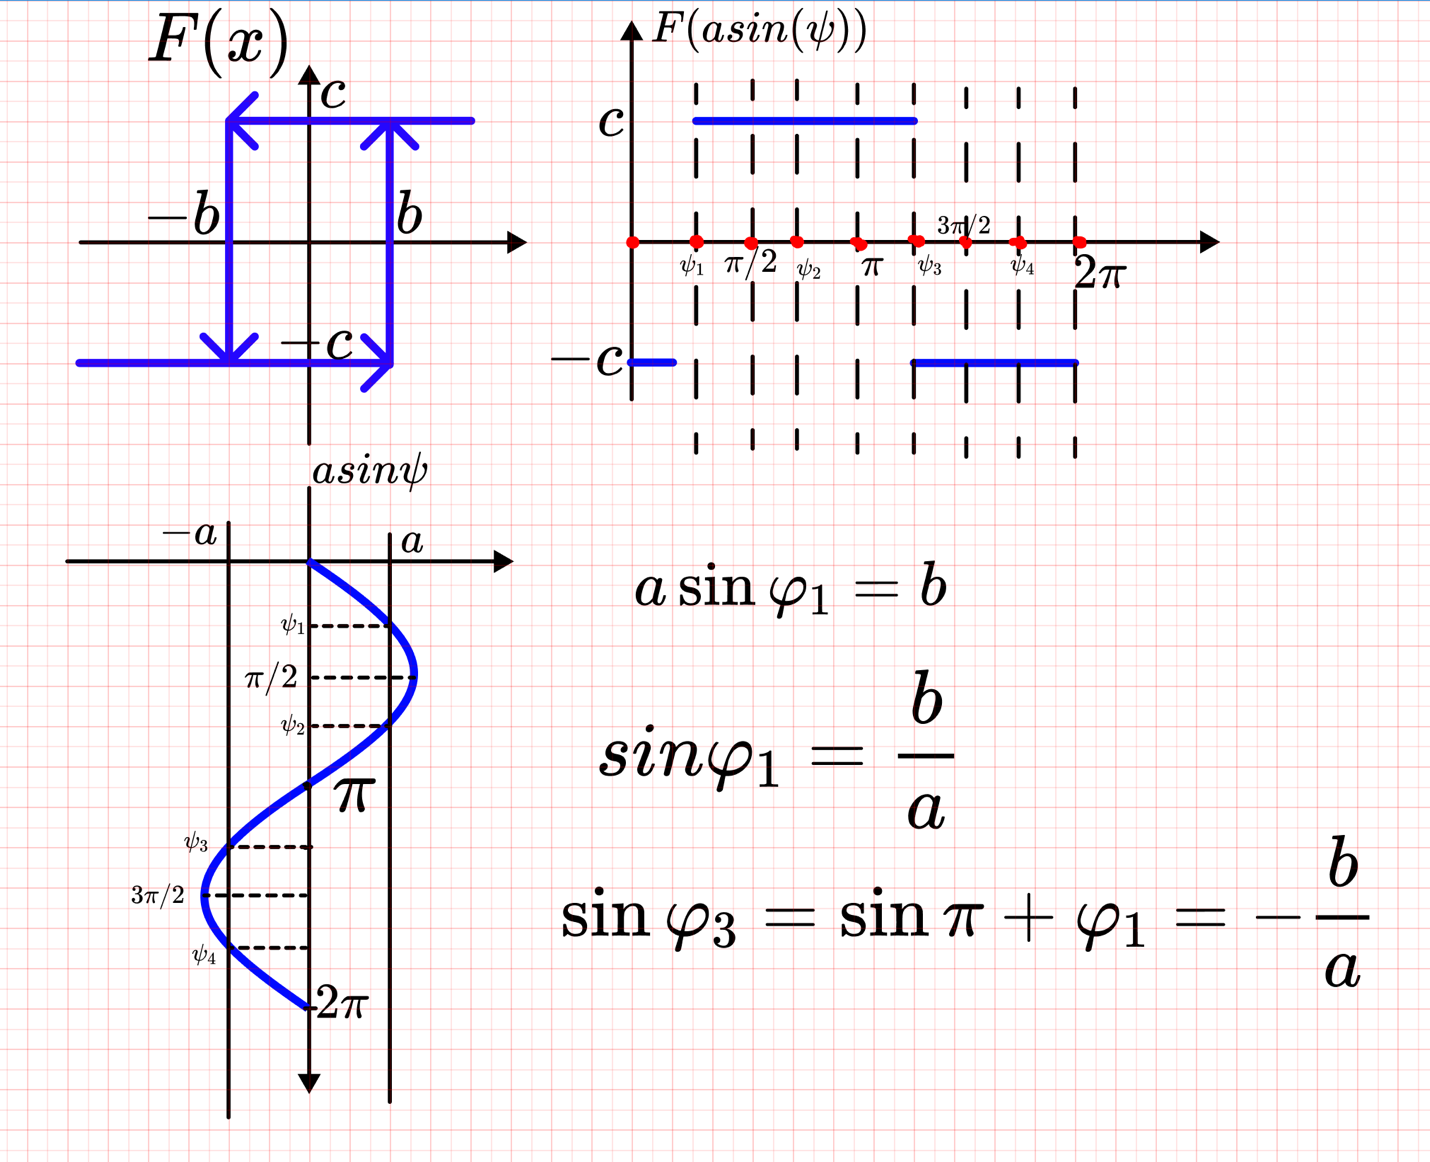 F(x)
c
−b
b
−c
F(asin(ψ))
c
3π/2
ψ₁ π/2 ψ₂ π ψ₃ ψ₄ 2π
−c
asinψ
−a
a
ψ₁
π/2
ψ₂
π
ψ₃
3π/2
ψ₄
2π
a sin φ₁ = b
sinφ₁ = b/a
sin φ₃ = sin π + φ₁ = − b/a